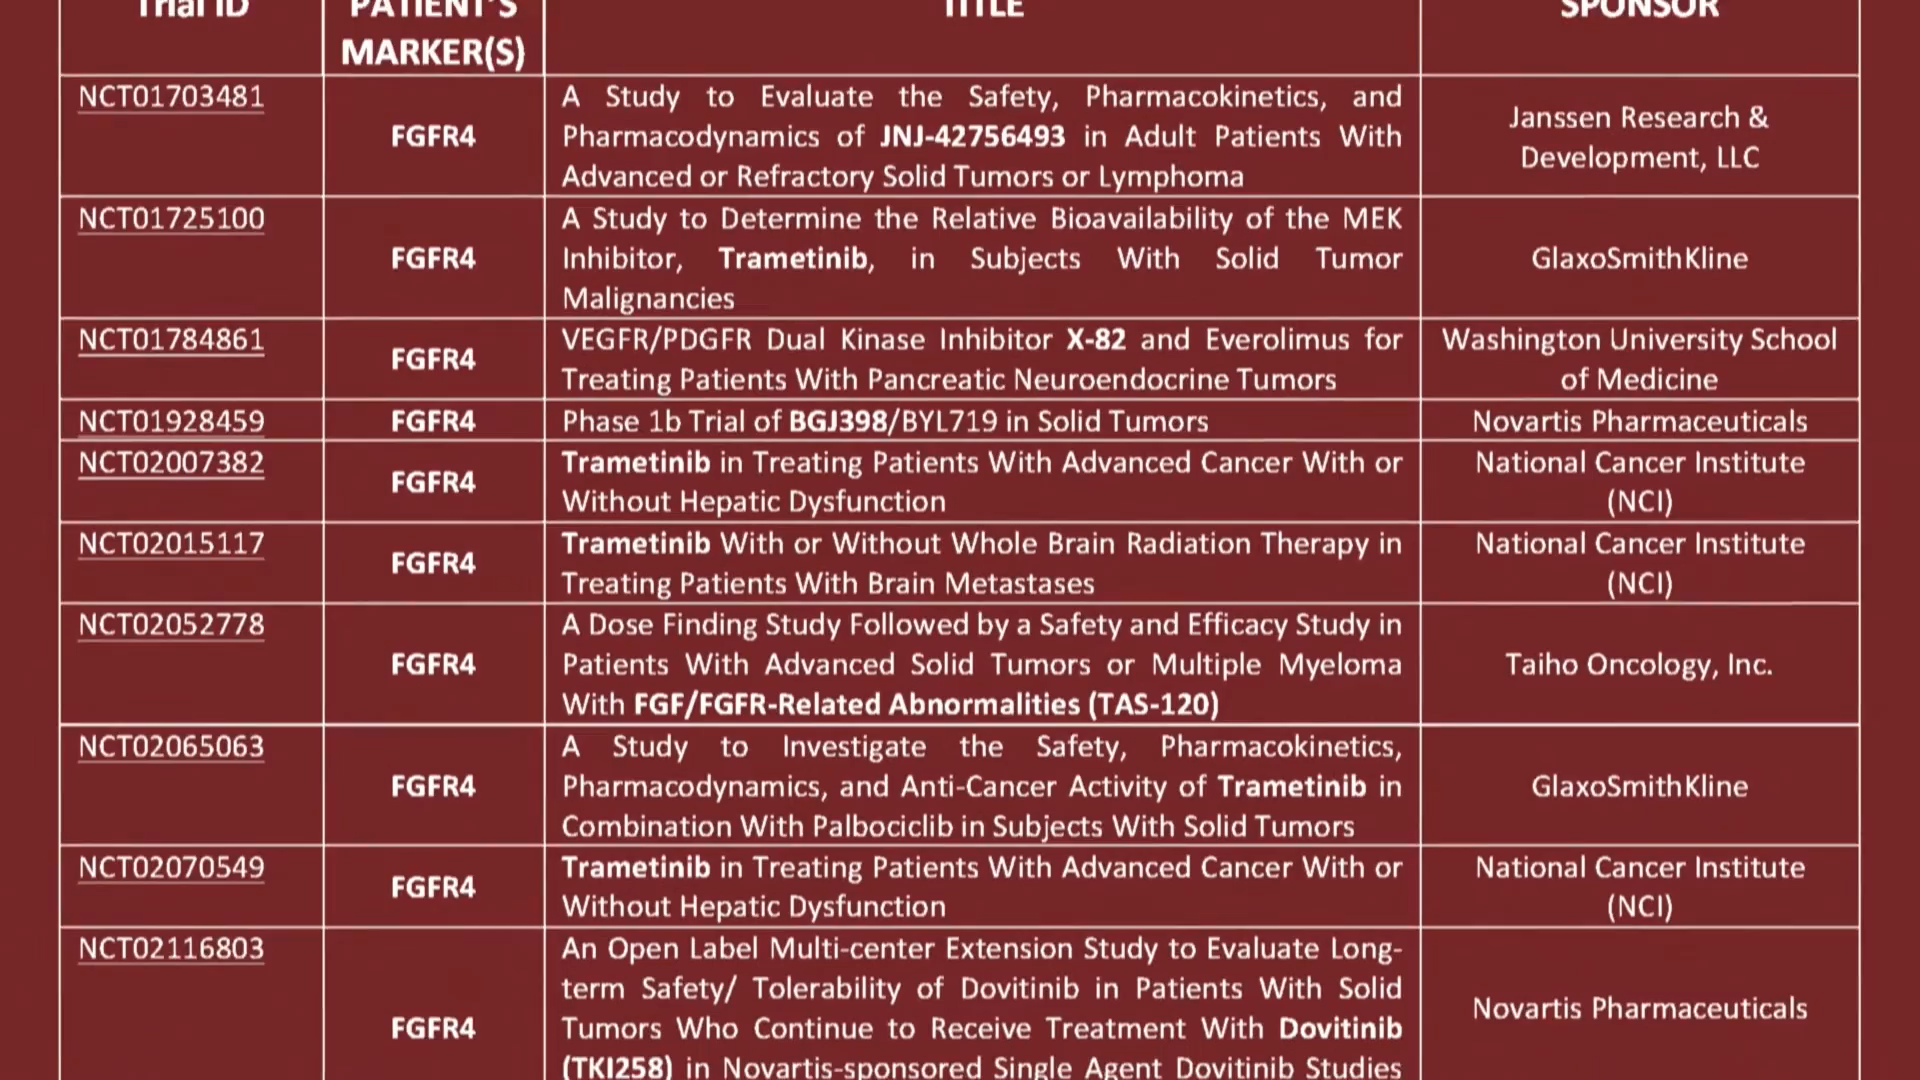 Trial ID
PATIENT'S
MARKER(S)
TITLE
SPONSOR
NCT01703481
FGFR4
A Study to Evaluate the Safety, Pharmacokinetics, and
Pharmacodynamics of JNJ-42756493 in Adult Patients With
Advanced or Refractory Solid Tumors or Lymphoma
Janssen Research &
Development, LLC
NCT01725100
FGFR4
A Study to Determine the Relative Bioavailability of the MEK
Inhibitor, Trametinib, in Subjects With Solid Tumor
Malignancies
GlaxoSmithKline
NCT01784861
FGFR4
VEGFR/PDGFR Dual Kinase Inhibitor X-82 and Everolimus for
Treating Patients With Pancreatic Neuroendocrine Tumors
Washington University School
of Medicine
NCT01928459
FGFR4
Phase 1b Trial of BGJ398/BYL719 in Solid Tumors
Novartis Pharmaceuticals
NCT02007382
FGFR4
Trametinib in Treating Patients With Advanced Cancer With or
Without Hepatic Dysfunction
National Cancer Institute
(NCI)
NCT02015117
FGFR4
Trametinib With or Without Whole Brain Radiation Therapy in
Treating Patients With Brain Metastases
National Cancer Institute
(NCI)
NCT02052778
FGFR4
A Dose Finding Study Followed by a Safety and Efficacy Study in
Patients With Advanced Solid Tumors or Multiple Myeloma
With FGF/FGFR-Related Abnormalities (TAS-120)
Taiho Oncology, Inc.
NCT02065063
FGFR4
A Study to Investigate the Safety, Pharmacokinetics,
Pharmacodynamics, and Anti-Cancer Activity of Trametinib in
Combination With Palbociclib in Subjects With Solid Tumors
GlaxoSmithKline
NCT02070549
FGFR4
Trametinib in Treating Patients With Advanced Cancer With or
Without Hepatic Dysfunction
National Cancer Institute
(NCI)
NCT02116803
FGFR4
An Open Label Multi-center Extension Study to Evaluate Long-
term Safety/ Tolerability of Dovitinib in Patients With Solid
Tumors Who Continue to Receive Treatment With Dovitinib
(TKI258) in Novartis-sponsored Single Agent Dovitinib Studies
Novartis Pharmaceuticals